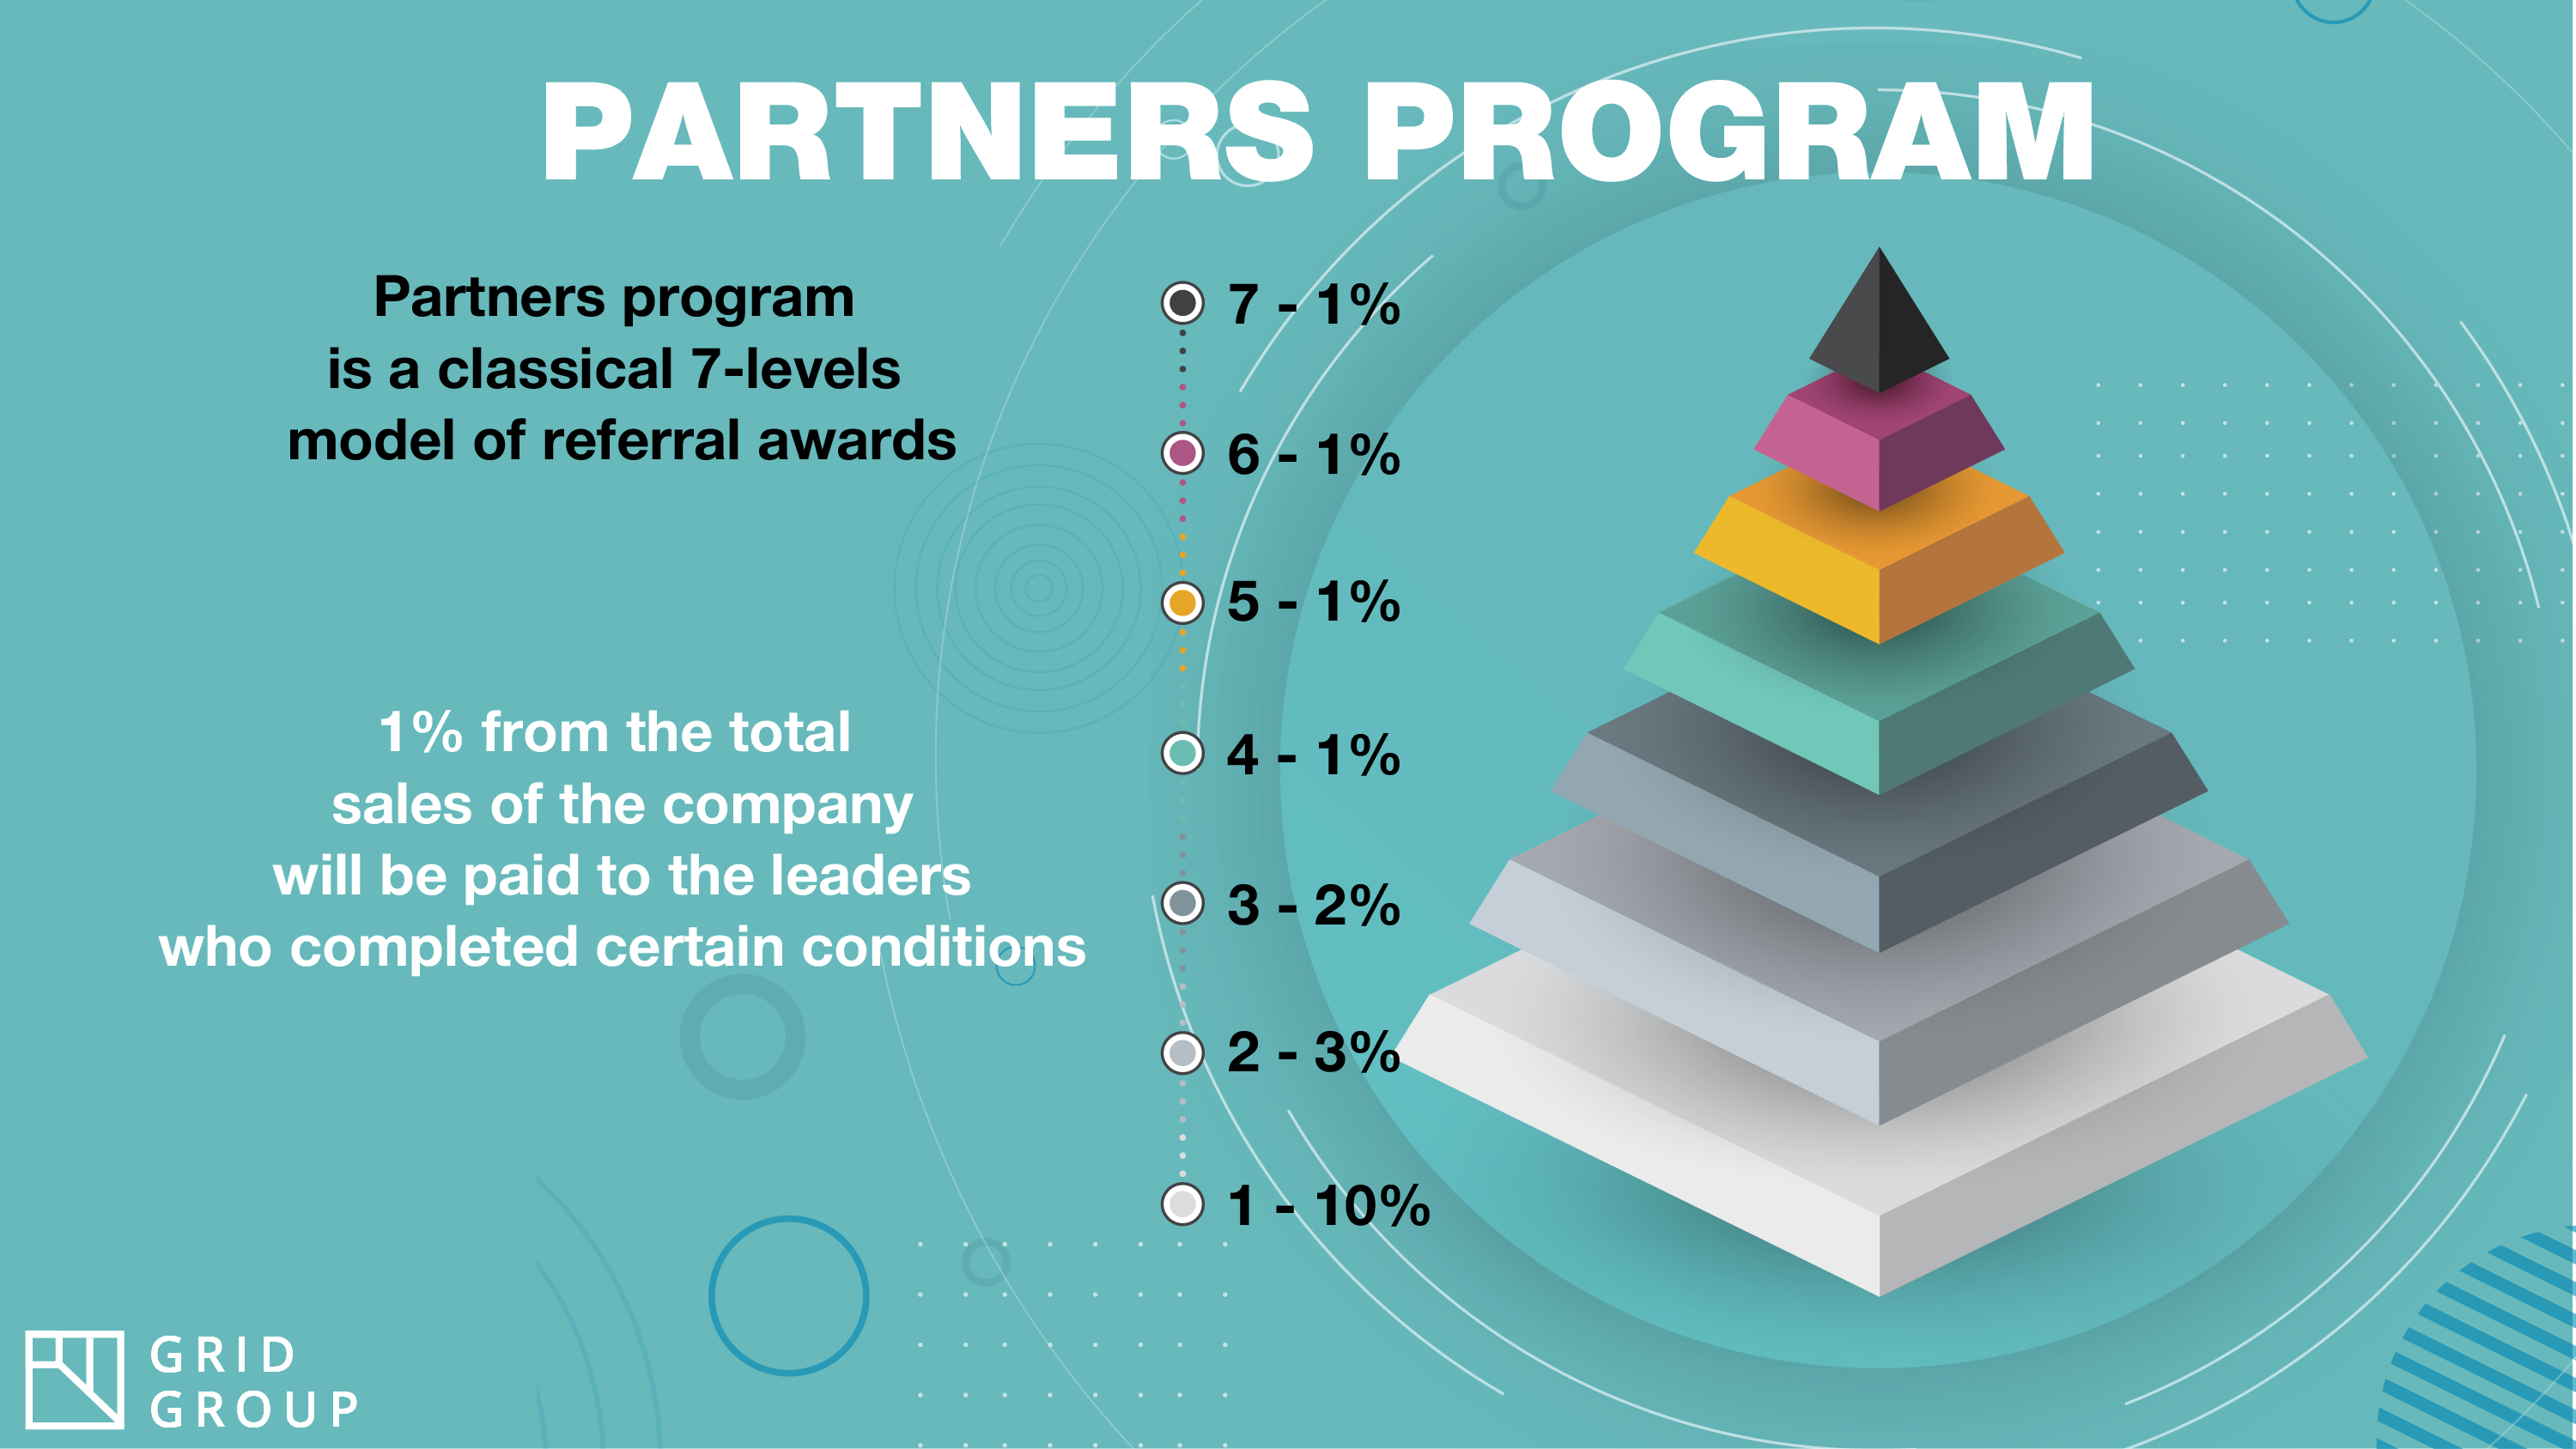 PARTNERS PROGRAM
Partners program
is a classical 7-levels
model of referral awards
1% from the total
sales of the company
will be paid to the leaders
who completed certain conditions
7 - 1%
6 - 1%
5 - 1%
4 - 1%
3 - 2%
2 - 3%
1 - 10%
GRID
GROUP